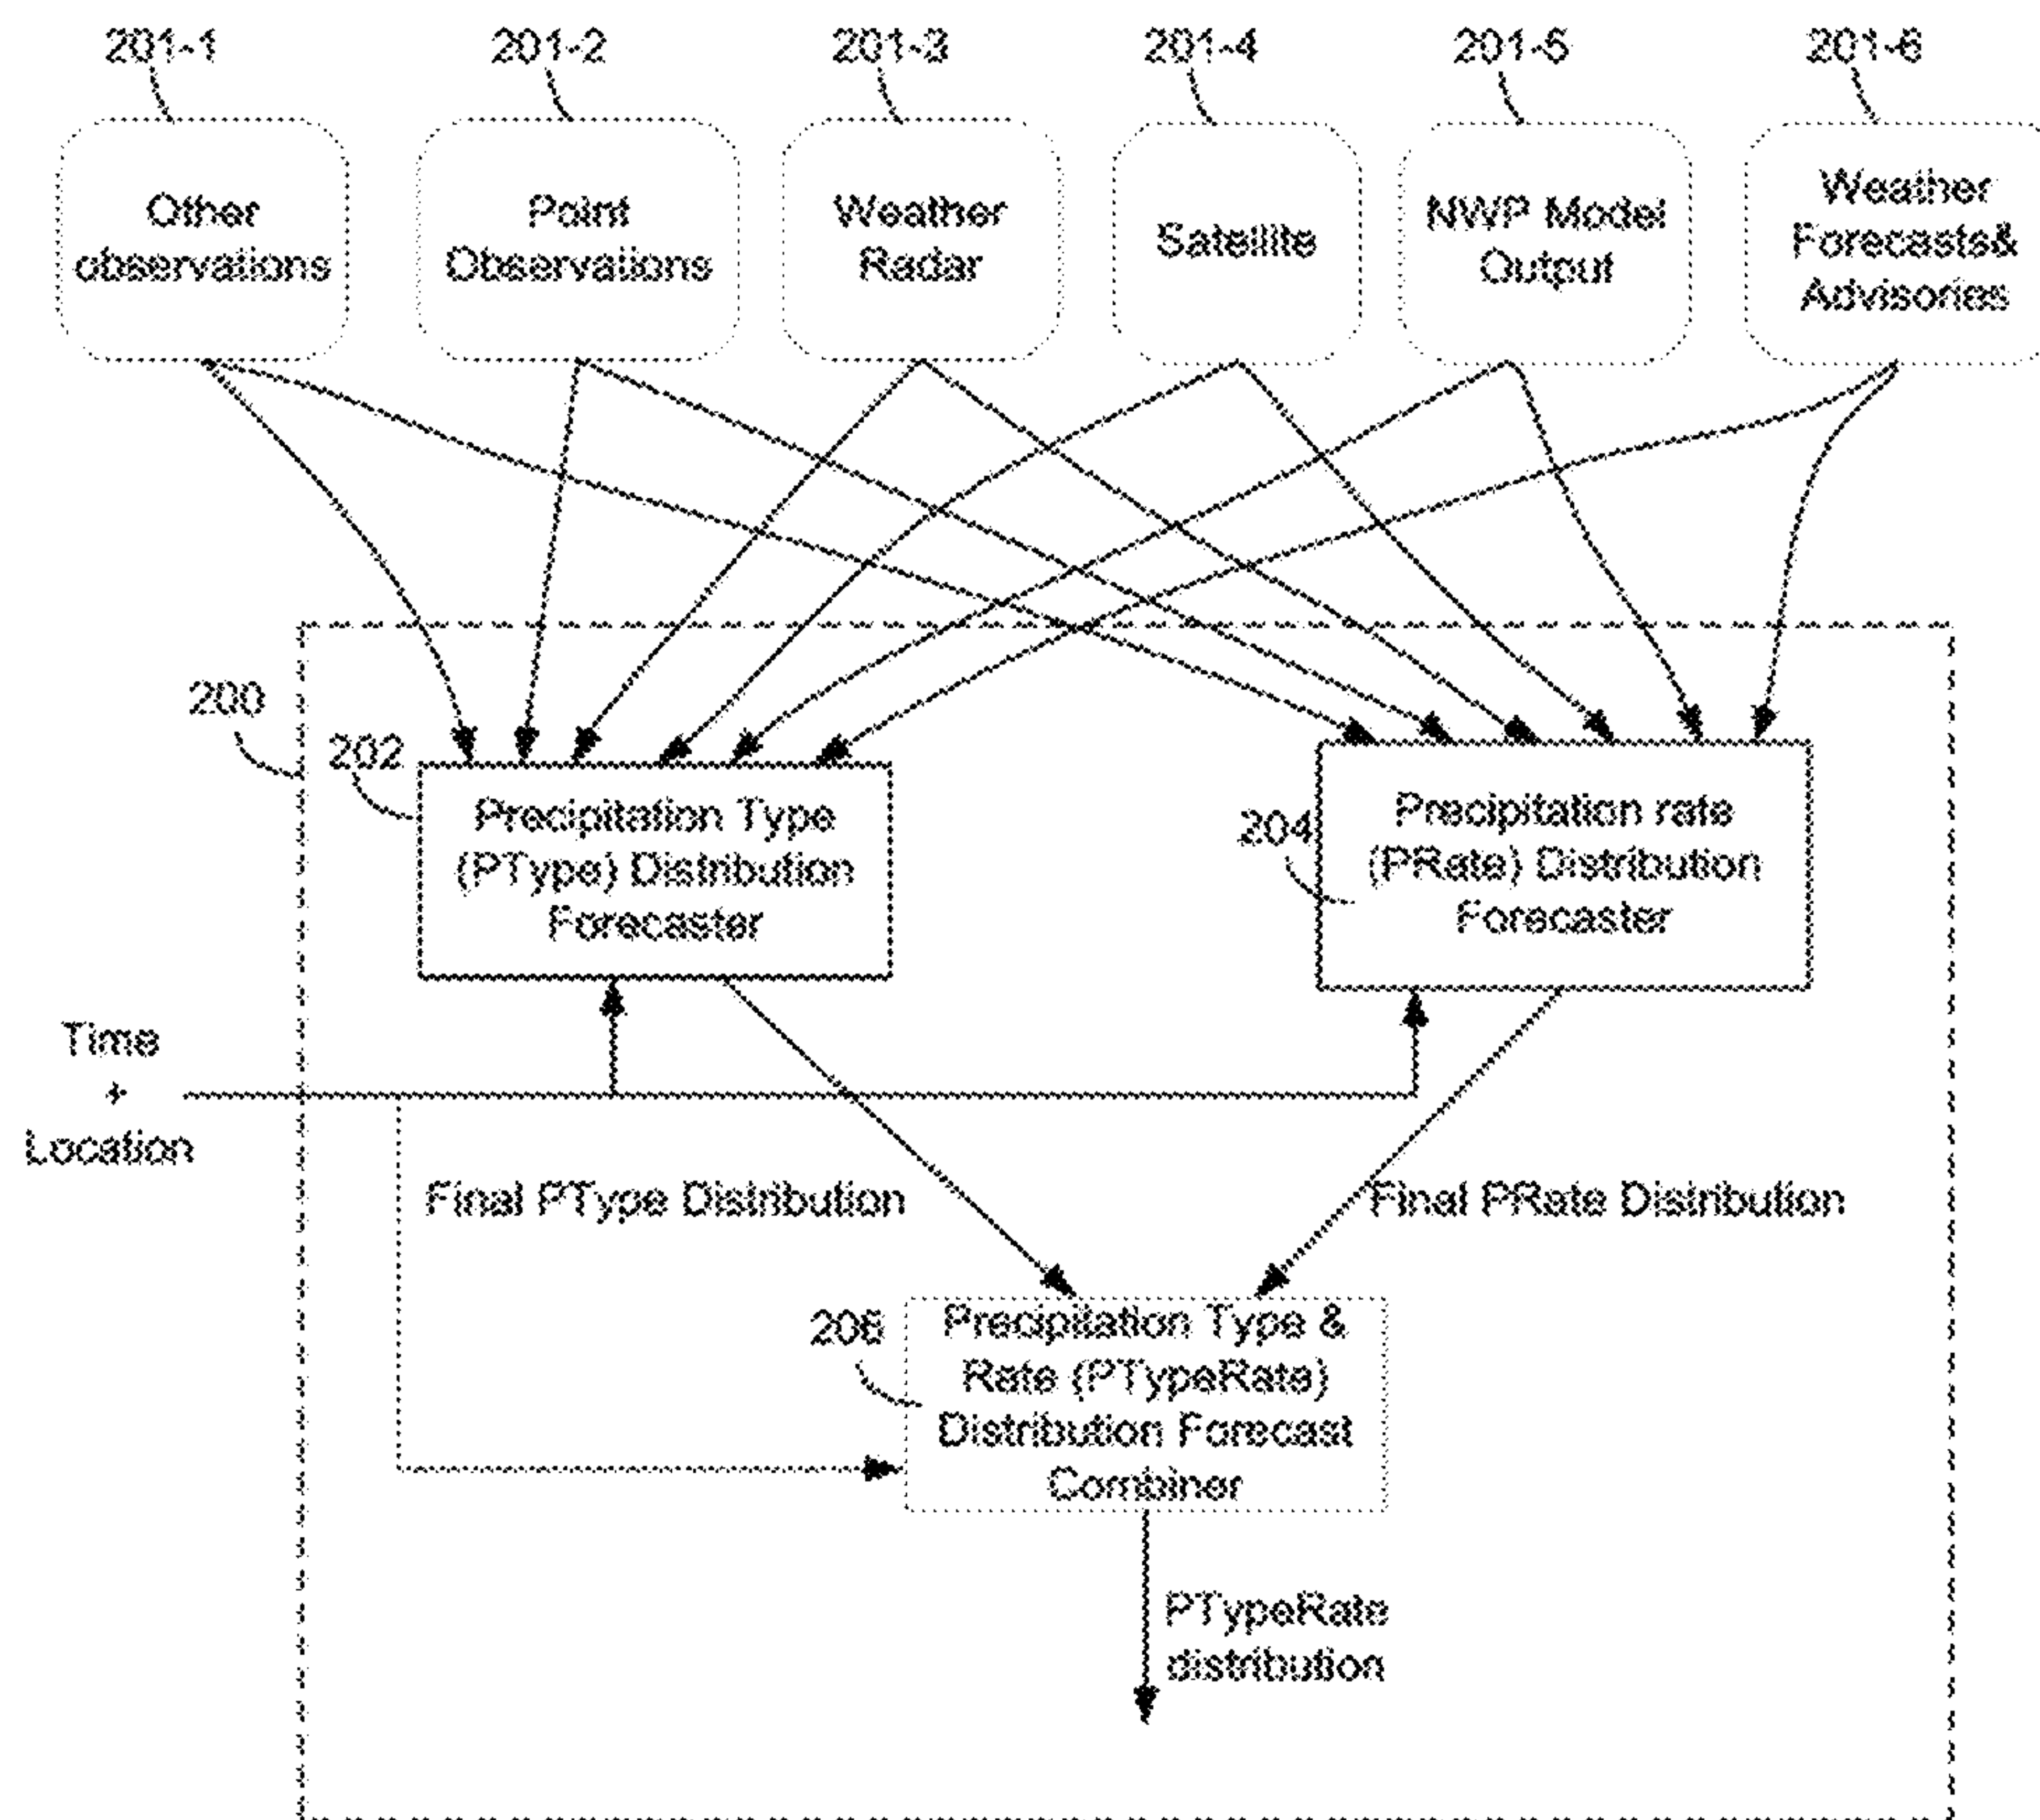 201-1
201-2
201-3
201-4
201-5
201-6
Other
observations
Point
Observations
Weather
Radar
Satellite
NWP Model
Output
Weather
Forecasts&
Advisories
200
202
Precipitation Type
(PType) Distribution
Forecaster
204
Precipitation rate
(PRate) Distribution
Forecaster
Time
+
Location
Final PType Distribution
Final PRate Distribution
206
Precipitation Type &
Rate (PTypeRate)
Distribution Forecast
Combiner
PTypeRate
distribution